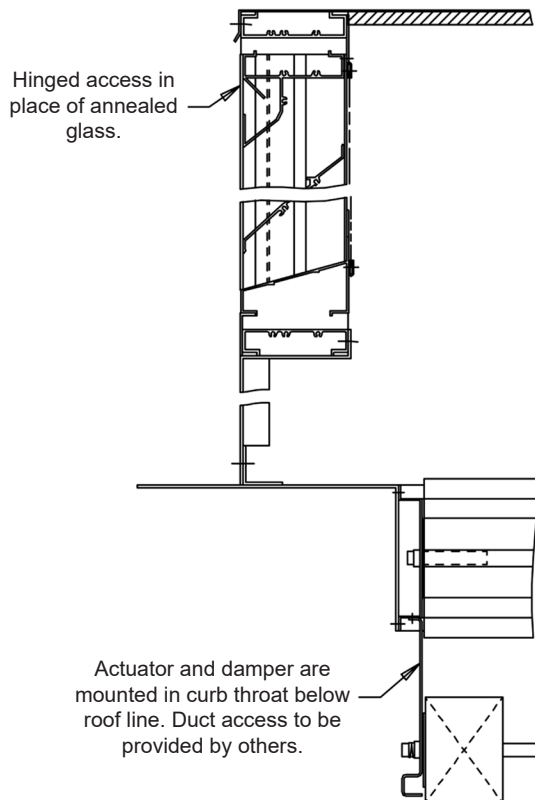 Hinged access in
place of annealed
glass.
Actuator and damper are
mounted in curb throat below
roof line. Duct access to be
provided by others.